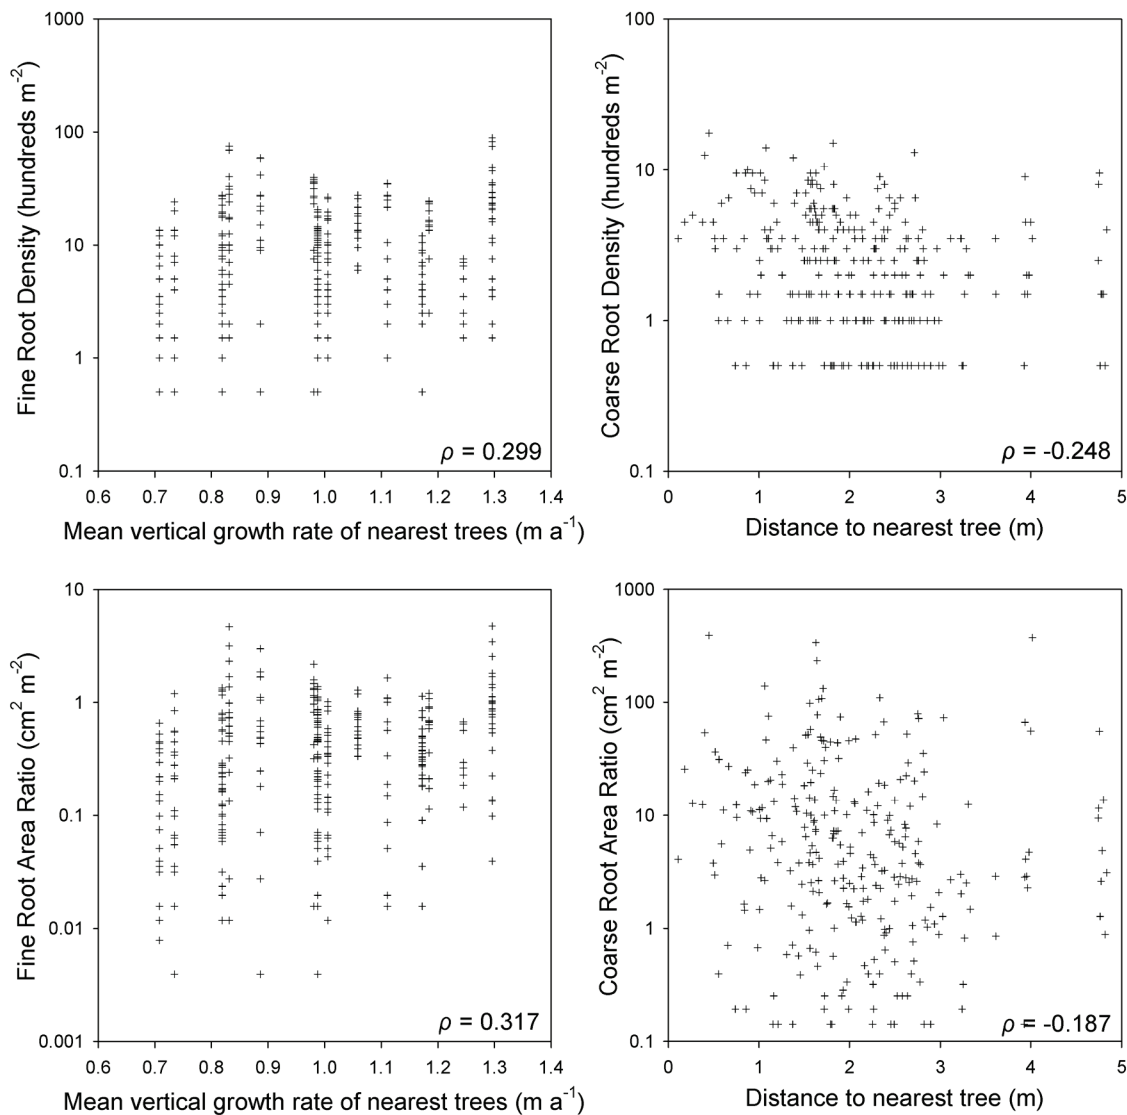 Fine Root Density (hundreds m⁻²)
1000
100
10
1
0.1
ρ = 0.299
0.6 0.7 0.8 0.9 1.0 1.1 1.2 1.3 1.4
Mean vertical growth rate of nearest trees (m a⁻¹)
Coarse Root Density (hundreds m⁻²)
100
10
1
0.1
ρ = -0.248
0 1 2 3 4 5
Distance to nearest tree (m)
Fine Root Area Ratio (cm² m⁻²)
10
1
0.1
0.01
0.001
ρ = 0.317
0.6 0.7 0.8 0.9 1.0 1.1 1.2 1.3 1.4
Mean vertical growth rate of nearest trees (m a⁻¹)
Coarse Root Area Ratio (cm² m⁻²)
1000
100
10
1
0.1
ρ = -0.187
0 1 2 3 4 5
Distance to nearest tree (m)